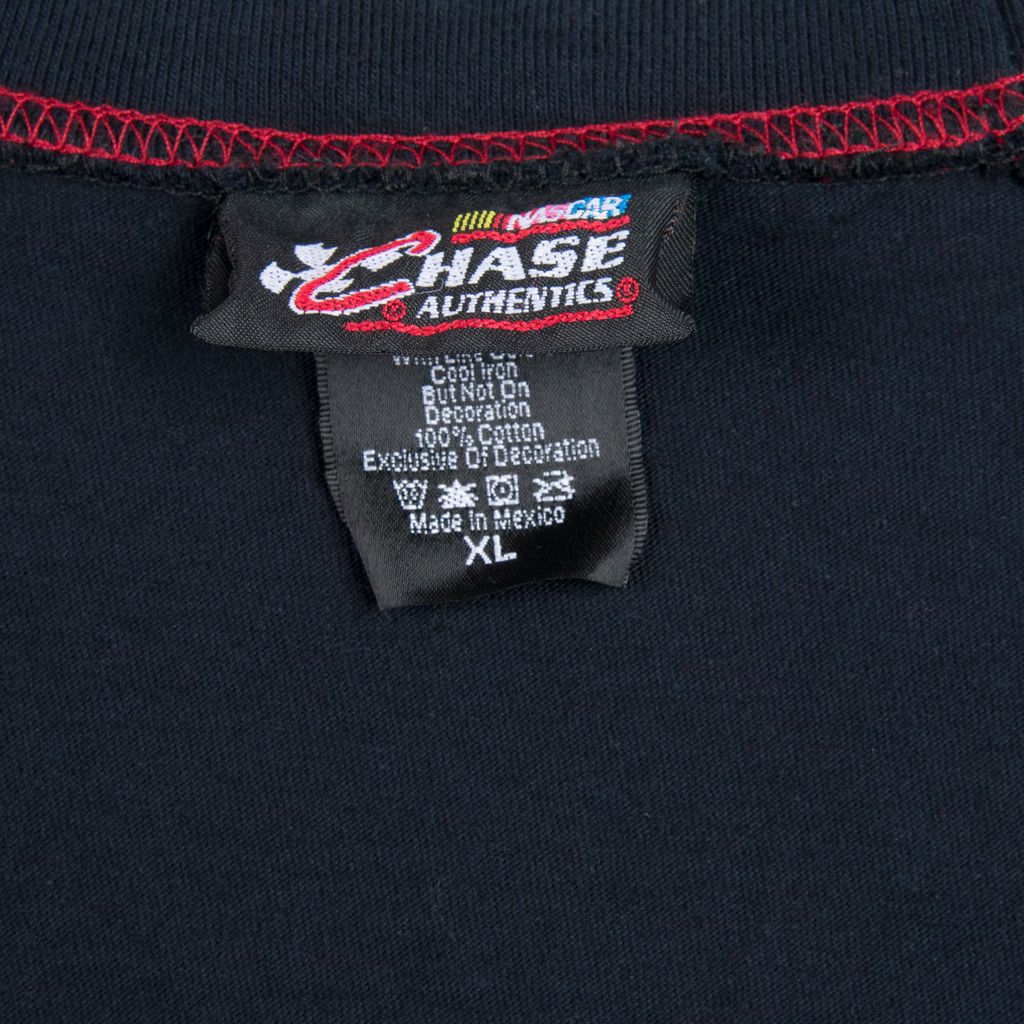 NASCAR
CHASE
AUTHENTICS
Cool Iron
But Not On
Decoration
100% Cotton
Exclusive Of Decoration
Made In Mexico
XL